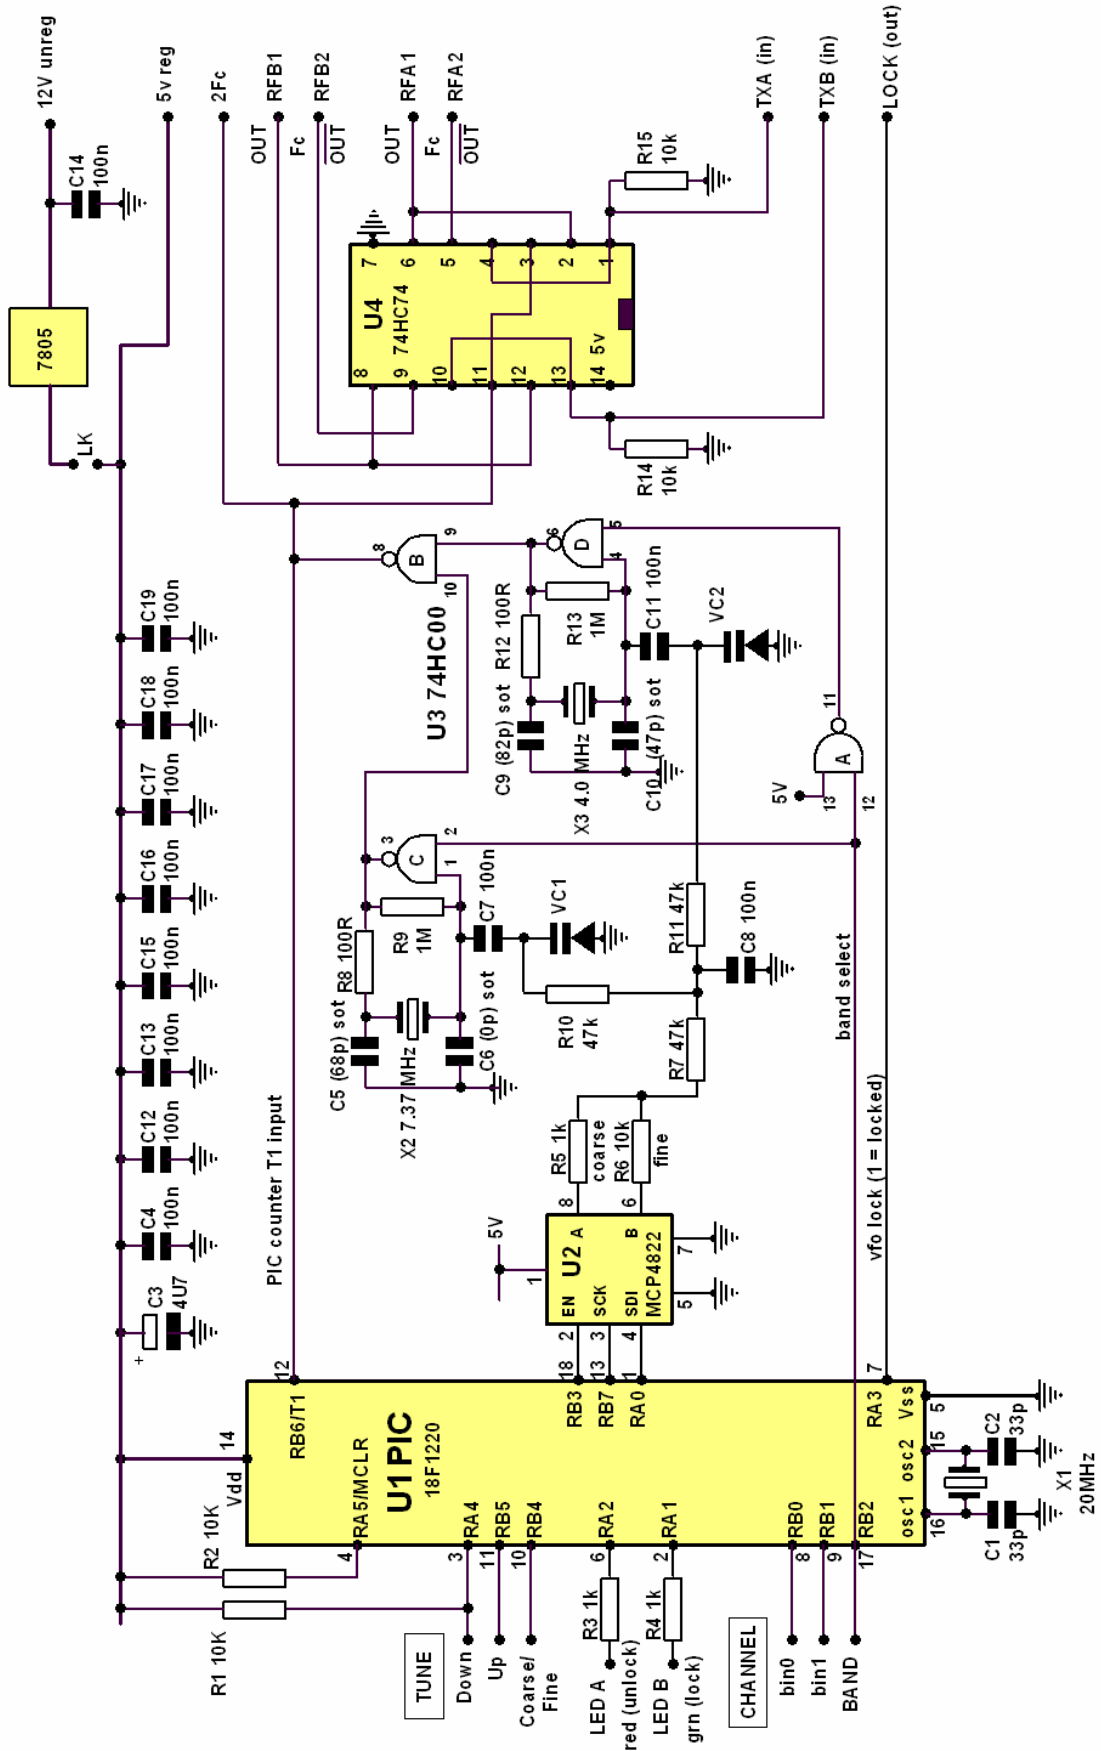 12V unreg
5v reg
2Fc
RFB1
RFB2
RFA1
RFA2
TXA (in)
TXB (in)
LOCK (out)
OUT
Fc
OUT
OUT
Fc
OUT
C14
100n
7805
LK
R15
10k
R14
10k
U4
74HC74
5v
7
6
5
4
3
2
1
8
9
10
11
12
13
14
C19
100n
C18
100n
C17
100n
C16
100n
C15
100n
C13
100n
C12
100n
C4
100n
C3
4U7
+
PIC counter T1 input
U3 74HC00
8
B
9
10
6
D
5
4
R12 100R
R13
1M
C11 100n
VC2
C9 (82p) sot
X3 4.0 MHz
C10 (47p) sot
11
A
13
12
5V
3
C
2
1
R8 100R
R9
1M
C7 100n
VC1
C5 (68p) sot
X2 7.37 MHz
C6 (0p) sot
R10
47k
R11 47k
C8 100n
R7 47k
band select
vfo lock (1 = locked)
R5 1k
coarse
R6 10k
fine
5V
U2
MCP4822
EN
SCK
SDI
A
B
1
2
3
4
8
6
7
5
U1 PIC
18F1220
12
RB6/T1
14
Vdd
18
RB3
13
RB7
1
RA0
7
RA3
5
Vss
15
osc2
16
osc1
4
RA5/MCLR
3
RA4
11
RB5
10
RB4
6
RA2
2
RA1
8
RB0
9
RB1
17
RB2
C2
33p
C1
33p
X1
20MHz
R2 10K
R1 10K
TUNE
Down
Up
Coarse/
Fine
R3 1k
LED A
red (unlock)
R4 1k
LED B
grn (lock)
CHANNEL
bin0
bin1
BAND